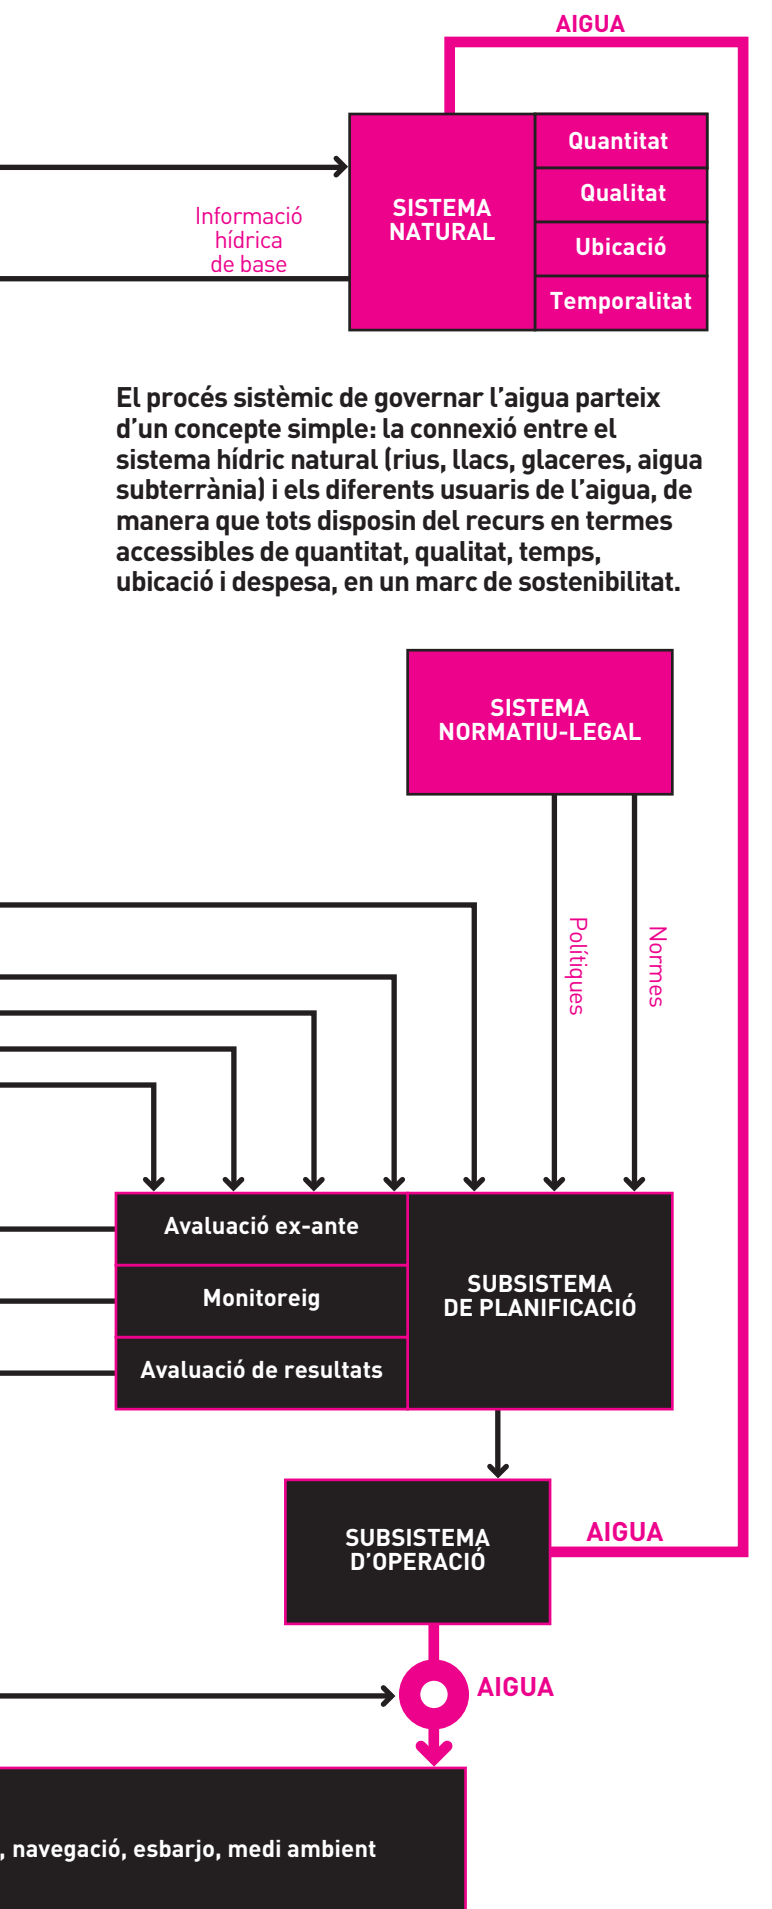 AIGUA
Quantitat
Qualitat
Ubicació
Temporalitat
SISTEMA
NATURAL
Informació
hídrica
de base
El procés sistèmic de governar l’aigua parteix
d’un concepte simple: la connexió entre el
sistema hídric natural (rius, llacs, glaceres, aigua
subterrània) i els diferents usuaris de l’aigua, de
manera que tots disposin del recurs en termes
accessibles de quantitat, qualitat, temps,
ubicació i despesa, en un marc de sostenibilitat.
SISTEMA
NORMATIU-LEGAL
Polítiques
Normes
Avaluació ex-ante
Monitoreig
Avaluació de resultats
SUBSISTEMA
DE PLANIFICACIÓ
SUBSISTEMA
D’OPERACIÓ
AIGUA
AIGUA
, navegació, esbarjo, medi ambient